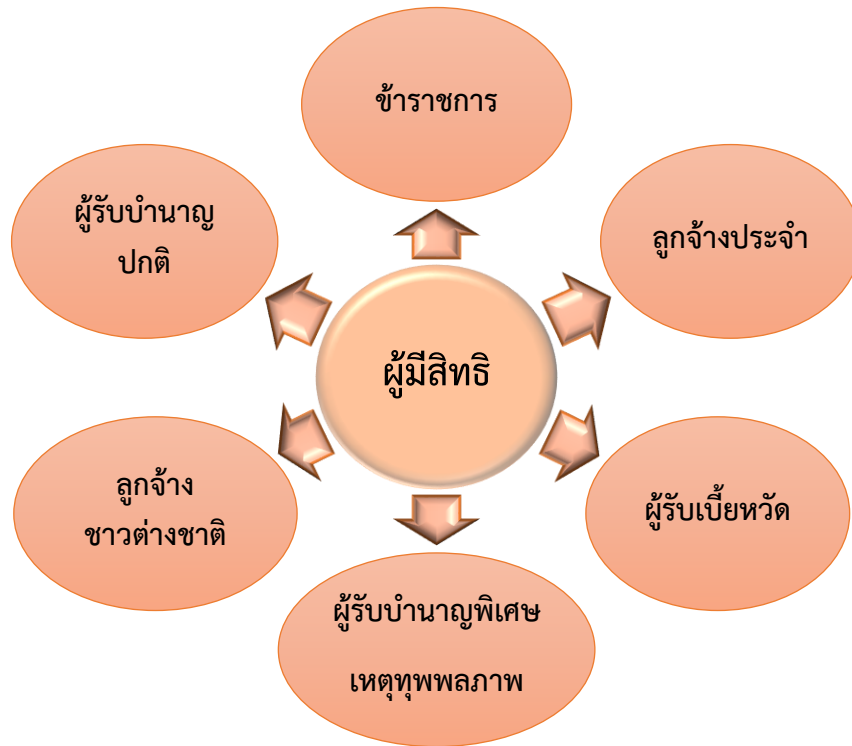 ข้าราชการ
ผู้รับบำนาญ
ปกติ
ลูกจ้างประจำ
ผู้มีสิทธิ
ลูกจ้าง
ชาวต่างชาติ
ผู้รับเบี้ยหวัด
ผู้รับบำนาญพิเศษ
เหตุทุพพลภาพ